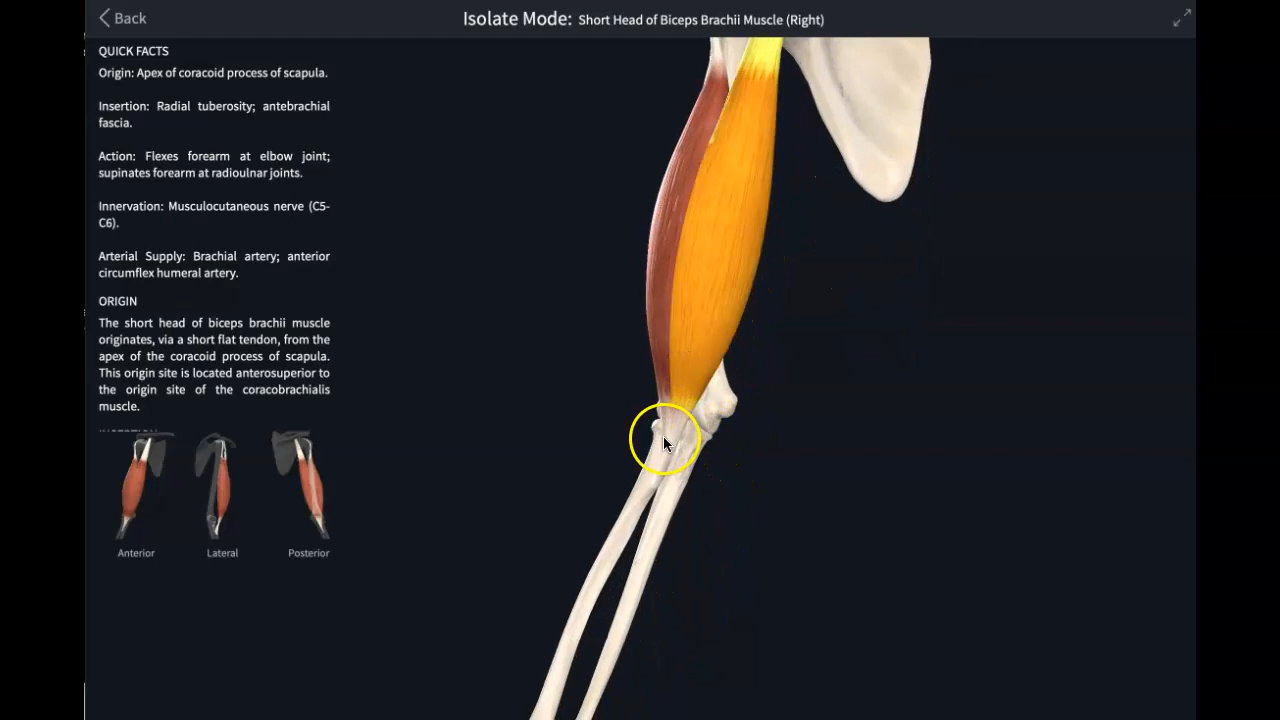 Back
Isolate Mode: Short Head of Biceps Brachii Muscle (Right)
QUICK FACTS
Origin: Apex of coracoid process of scapula.
Insertion: Radial tuberosity; antebrachial
fascia.
Action: Flexes forearm at elbow joint;
supinates forearm at radioulnar joints.
Innervation: Musculocutaneous nerve (C5-
C6).
Arterial Supply: Brachial artery; anterior
circumflex humeral artery.
ORIGIN
The short head of biceps brachii muscle
originates, via a short flat tendon, from the
apex of the coracoid process of scapula.
This origin site is located anterosuperior to
the origin site of the coracobrachialis
muscle.
Anterior
Lateral
Posterior